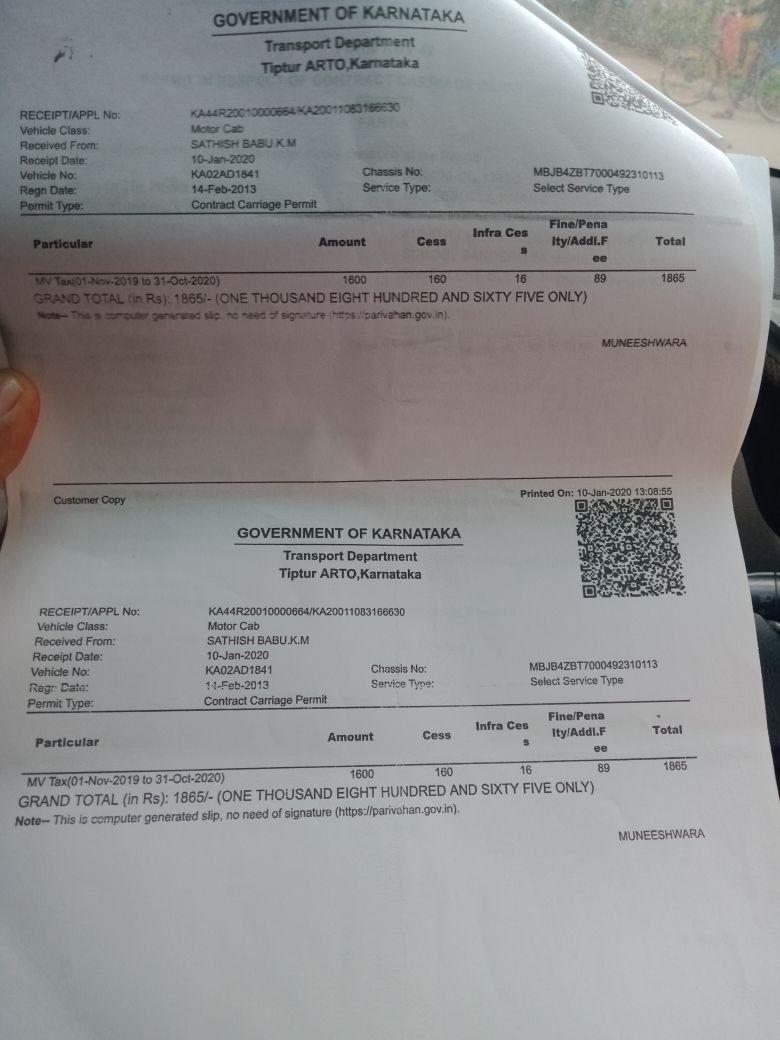 GOVERNMENT OF KARNATAKA
Transport Department
Tiptur ARTO,Karnataka
RECEIPT/APPL No: KA44R20010000664/KA20011083166630
Vehicle Class: Motor Cab
Received From: SATHISH BABU.K.M
Receipt Date: 10-Jan-2020
Vehicle No: KA02AD1841 Chassis No: MBJB4ZBT7000492310113
Regn Date: 14-Feb-2013 Service Type: Select Service Type
Permit Type: Contract Carriage Permit
Particular Amount Cess Infra Ces s Fine/Pena lty/Addl.F ee Total
MV Tax(01-Nov-2019 to 31-Oct-2020) 1600 160 16 89 1865
GRAND TOTAL (in Rs): 1865/- (ONE THOUSAND EIGHT HUNDRED AND SIXTY FIVE ONLY)
Note-- This is computer generated slip, no need of signature (https://parivahan.gov.in).
MUNEESHWARA
Customer Copy Printed On: 10-Jan-2020 13:08:55
GOVERNMENT OF KARNATAKA
Transport Department
Tiptur ARTO,Karnataka
RECEIPT/APPL No: KA44R20010000664/KA20011083166630
Vehicle Class: Motor Cab
Received From: SATHISH BABU.K.M
Receipt Date: 10-Jan-2020
Vehicle No: KA02AD1841 Chassis No: MBJB4ZBT7000492310113
Regn Date: 14-Feb-2013 Service Type: Select Service Type
Permit Type: Contract Carriage Permit
Particular Amount Cess Infra Ces s Fine/Pena lty/Addl.F ee Total
MV Tax(01-Nov-2019 to 31-Oct-2020) 1600 160 16 89 1865
GRAND TOTAL (in Rs): 1865/- (ONE THOUSAND EIGHT HUNDRED AND SIXTY FIVE ONLY)
Note-- This is computer generated slip, no need of signature (https://parivahan.gov.in).
MUNEESHWARA